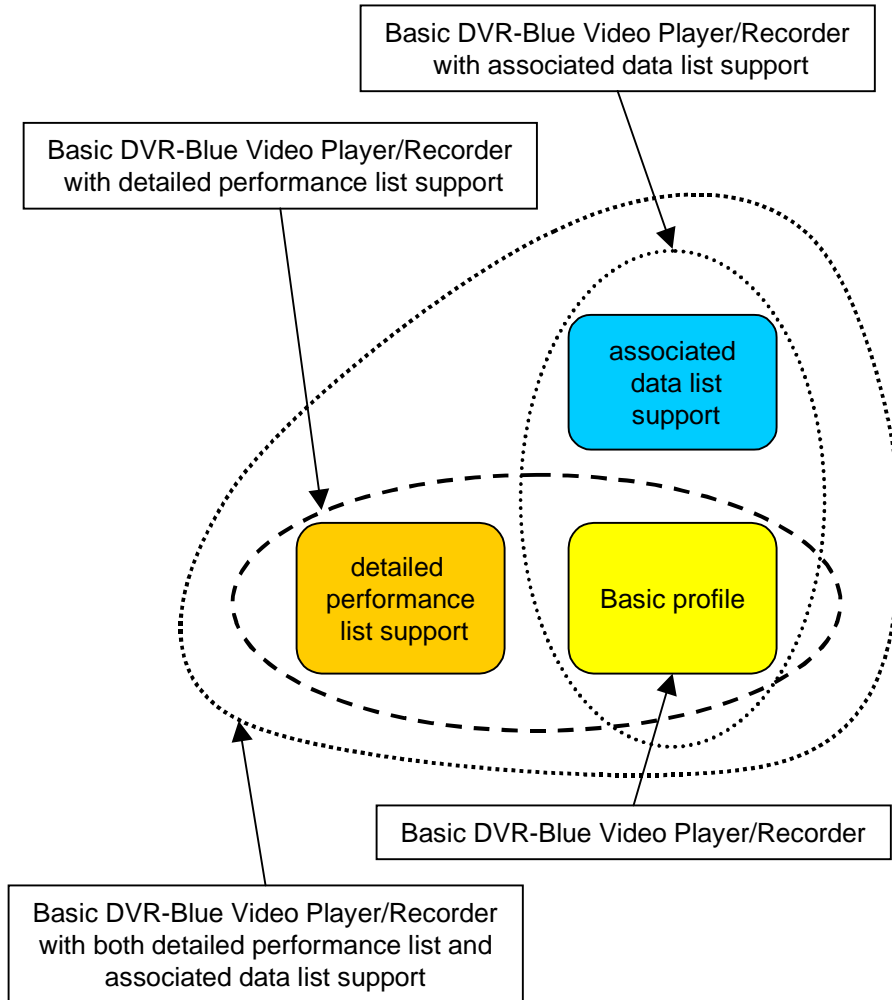 Basic DVR-Blue Video Player/Recorder
with associated data list support
Basic DVR-Blue Video Player/Recorder
with detailed performance list support
associated
data list
support
detailed
performance
list support
Basic profile
Basic DVR-Blue Video Player/Recorder
Basic DVR-Blue Video Player/Recorder
with both detailed performance list and
associated data list support